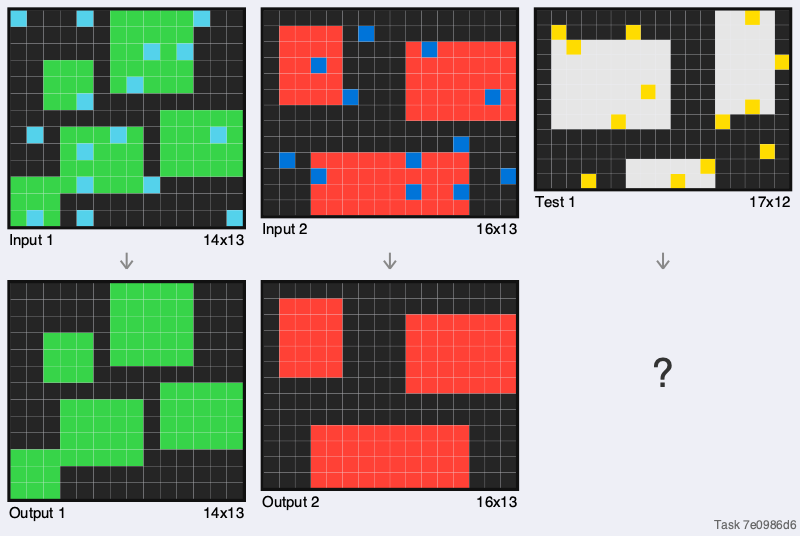 Input 1 14x13
Input 2 16x13
Test 1 17x12
?
Output 1 14x13
Output 2 16x13
Task 7e0986d6